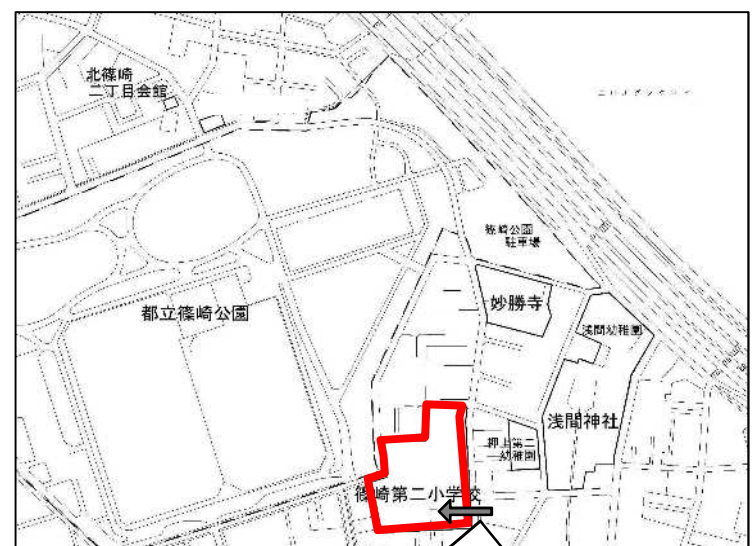 北篠崎
二丁目会館
篠崎公園
駐車場
妙勝寺
都立篠崎公園
浅間幼稚園
浅間神社
押上第二
幼稚園
篠崎第二小学校